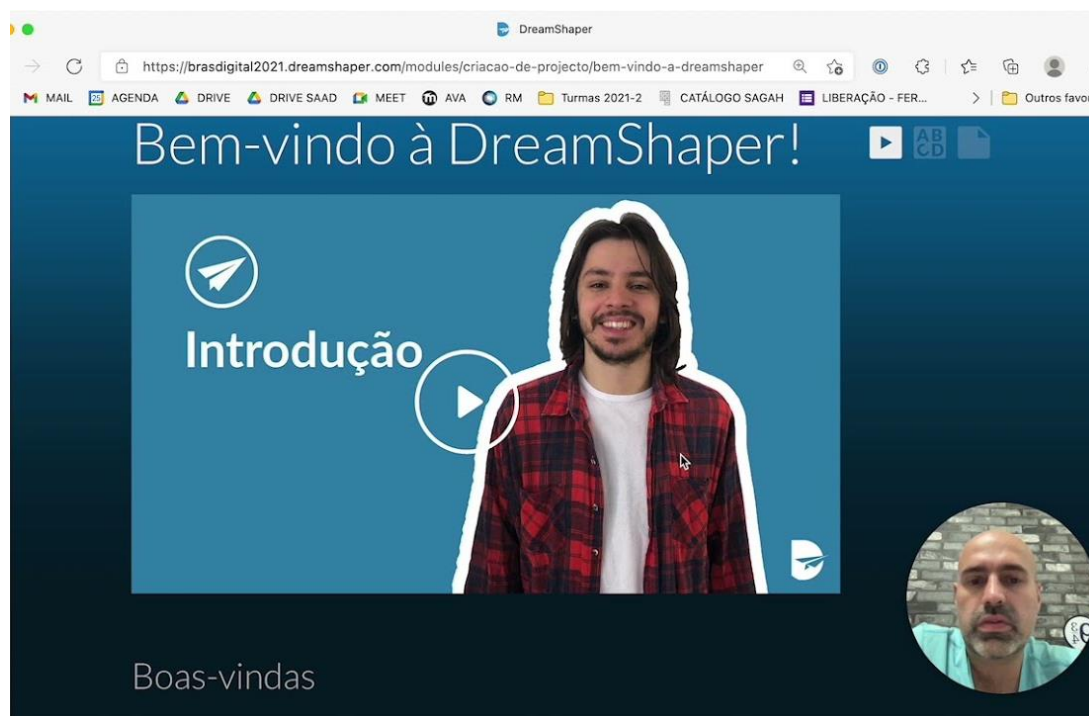 DreamShaper
https://brasdigital2021.dreamshaper.com/modules/criacao-de-projecto/bem-vindo-a-dreamshaper
MAIL 25 AGENDA DRIVE DRIVE SAAD MEET AVA RM Turmas 2021-2 CATÁLOGO SAGAH LIBERAÇÃO - FER... > Outros favor
Bem-vindo à DreamShaper!
AB
CD
Introdução
Boas-vindas